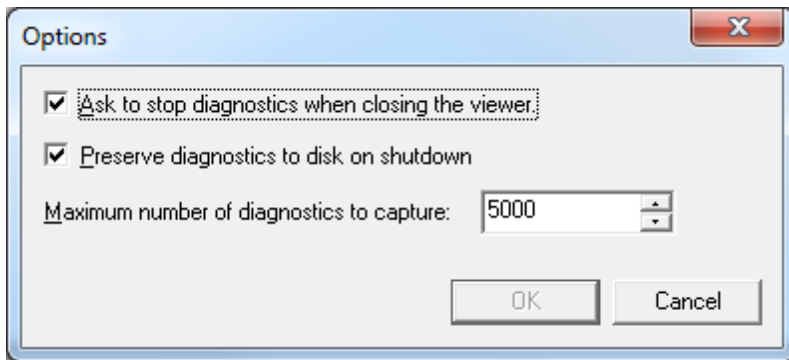 Options
Ask to stop diagnostics when closing the viewer.
Preserve diagnostics to disk on shutdown
Maximum number of diagnostics to capture: 5000
OK Cancel